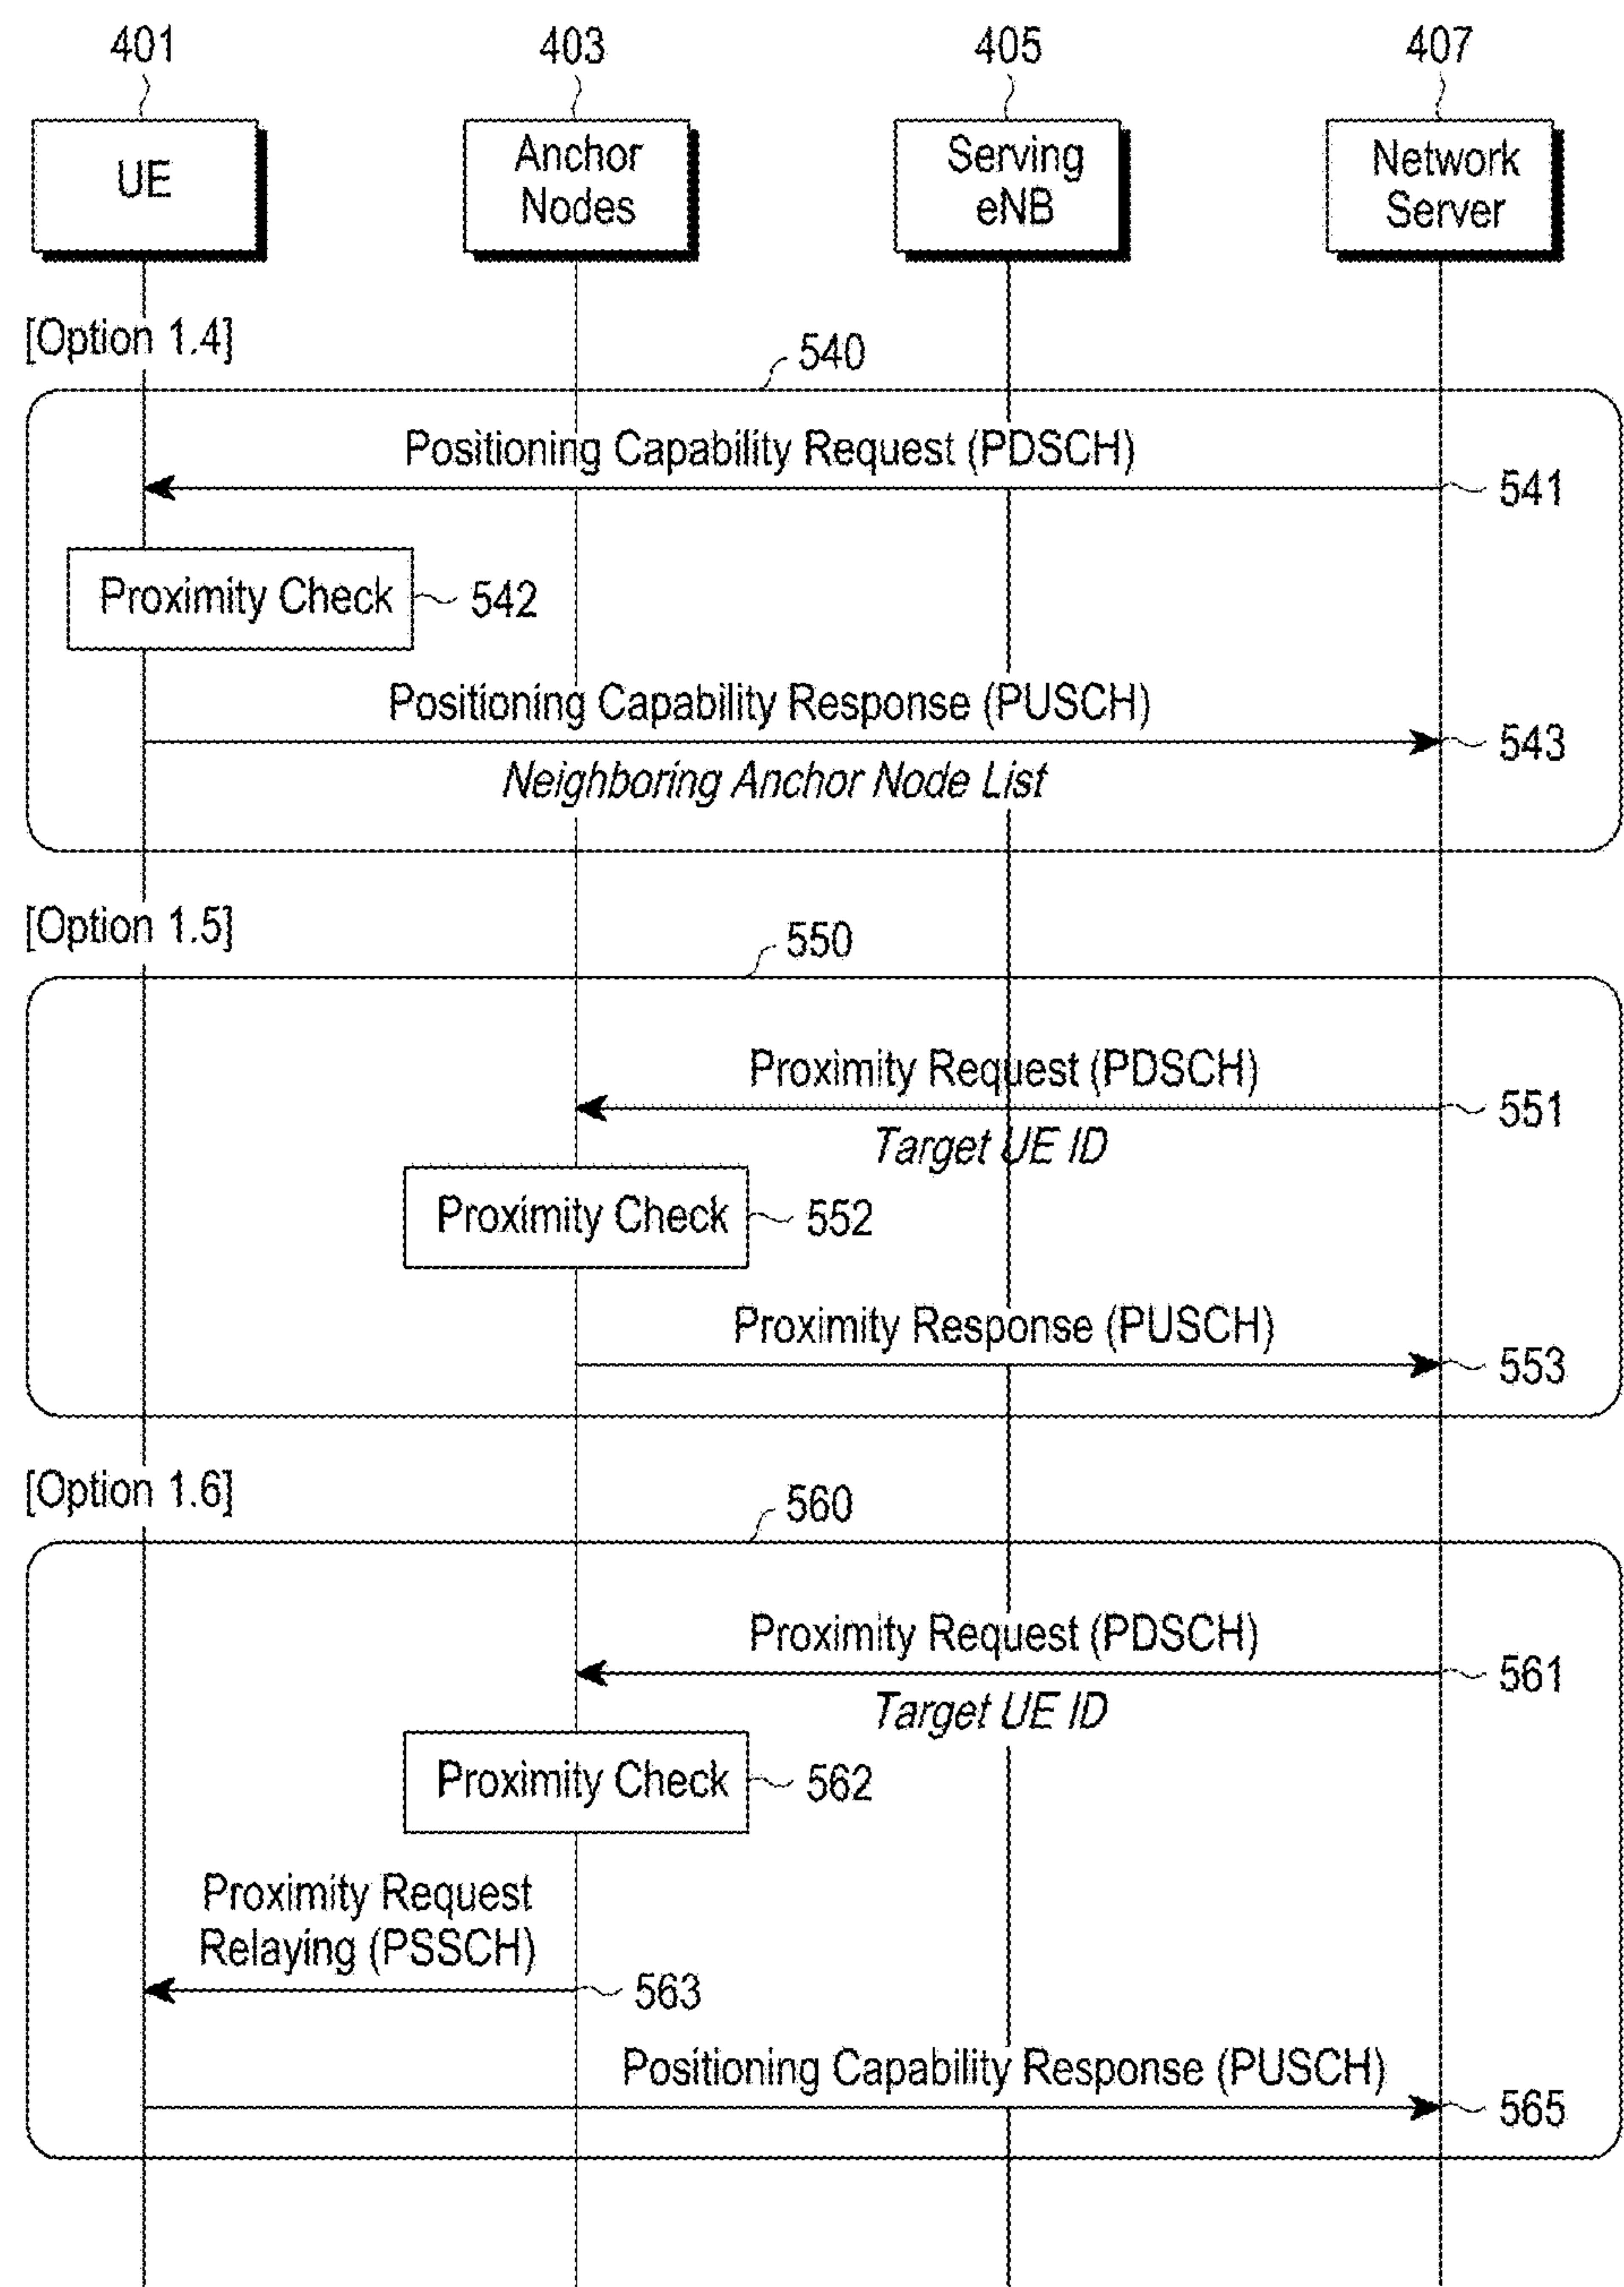 401
403
405
407
UE
Anchor
Nodes
Serving
eNB
Network
Server
[Option 1.4]
540
Positioning Capability Request (PDSCH)
541
Proximity Check
542
Positioning Capability Response (PUSCH)
543
Neighboring Anchor Node List
[Option 1.5]
550
Proximity Request (PDSCH)
551
Target UE ID
Proximity Check
552
Proximity Response (PUSCH)
553
[Option 1.6]
560
Proximity Request (PDSCH)
561
Target UE ID
Proximity Check
562
Proximity Request
Relaying (PSSCH)
563
Positioning Capability Response (PUSCH)
565